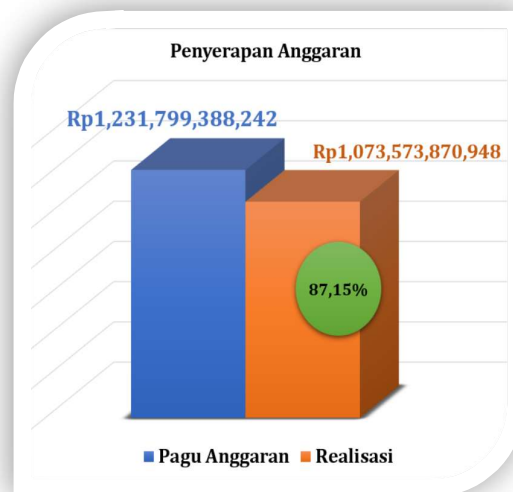 Penyerapan Anggaran
Rp1,231,799,388,242
Rp1,073,573,870,948
87,15%
Pagu Anggaran Realisasi